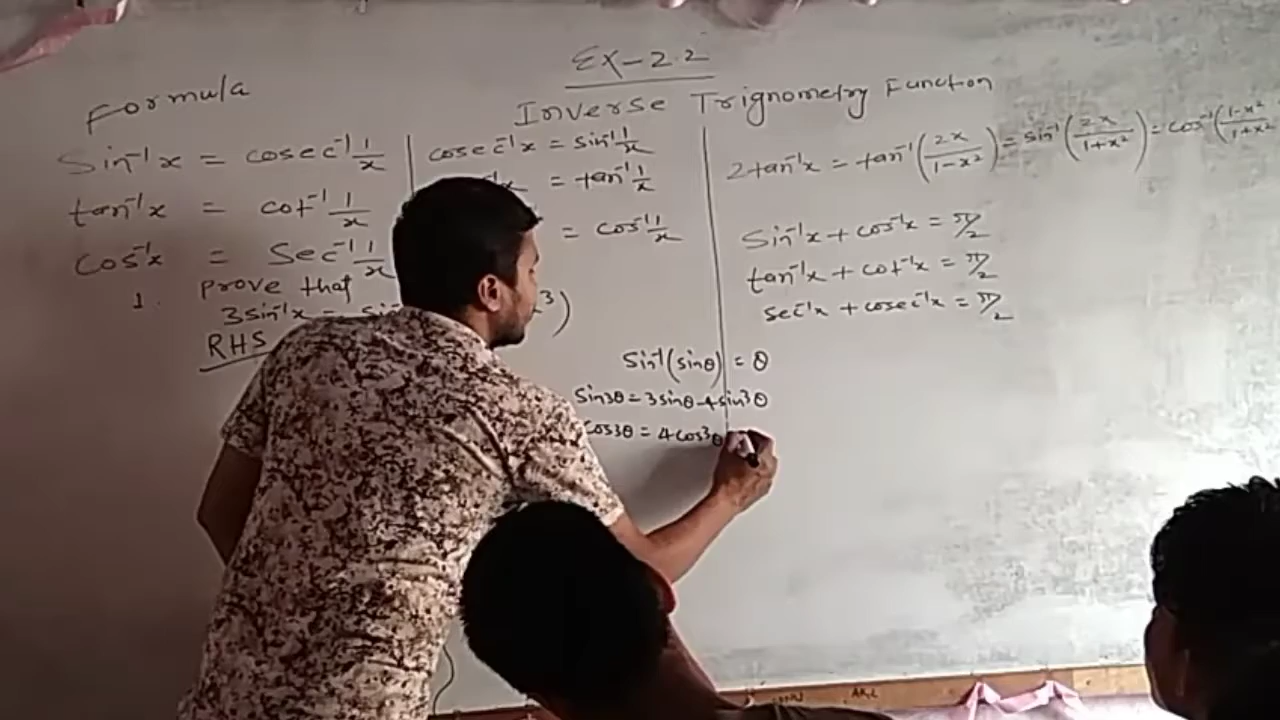 Ex-2.2
Inverse Trignometry Function
Formula
Sin⁻¹x = cosec⁻¹ 1/x
tan⁻¹x = cot⁻¹ 1/x
Cos⁻¹x = Sec⁻¹ 1/x
cosec⁻¹x = sin⁻¹ 1/x
= tan⁻¹ 1/x
= cos⁻¹ 1/x
2tan⁻¹x = tan⁻¹(2x/1-x²) = sin⁻¹(2x/1+x²) = cos⁻¹(1-x²/1+x²
Sin⁻¹x + cos⁻¹x = π/2
tan⁻¹x + cot⁻¹x = π/2
sec⁻¹x + cosec⁻¹x = π/2
1. prove that
3sin⁻¹x = sin ³)
RHS
Sin⁻¹(sinθ) = θ
Sin3θ = 3sinθ-4sin³θ
Cos3θ = 4cos³θ